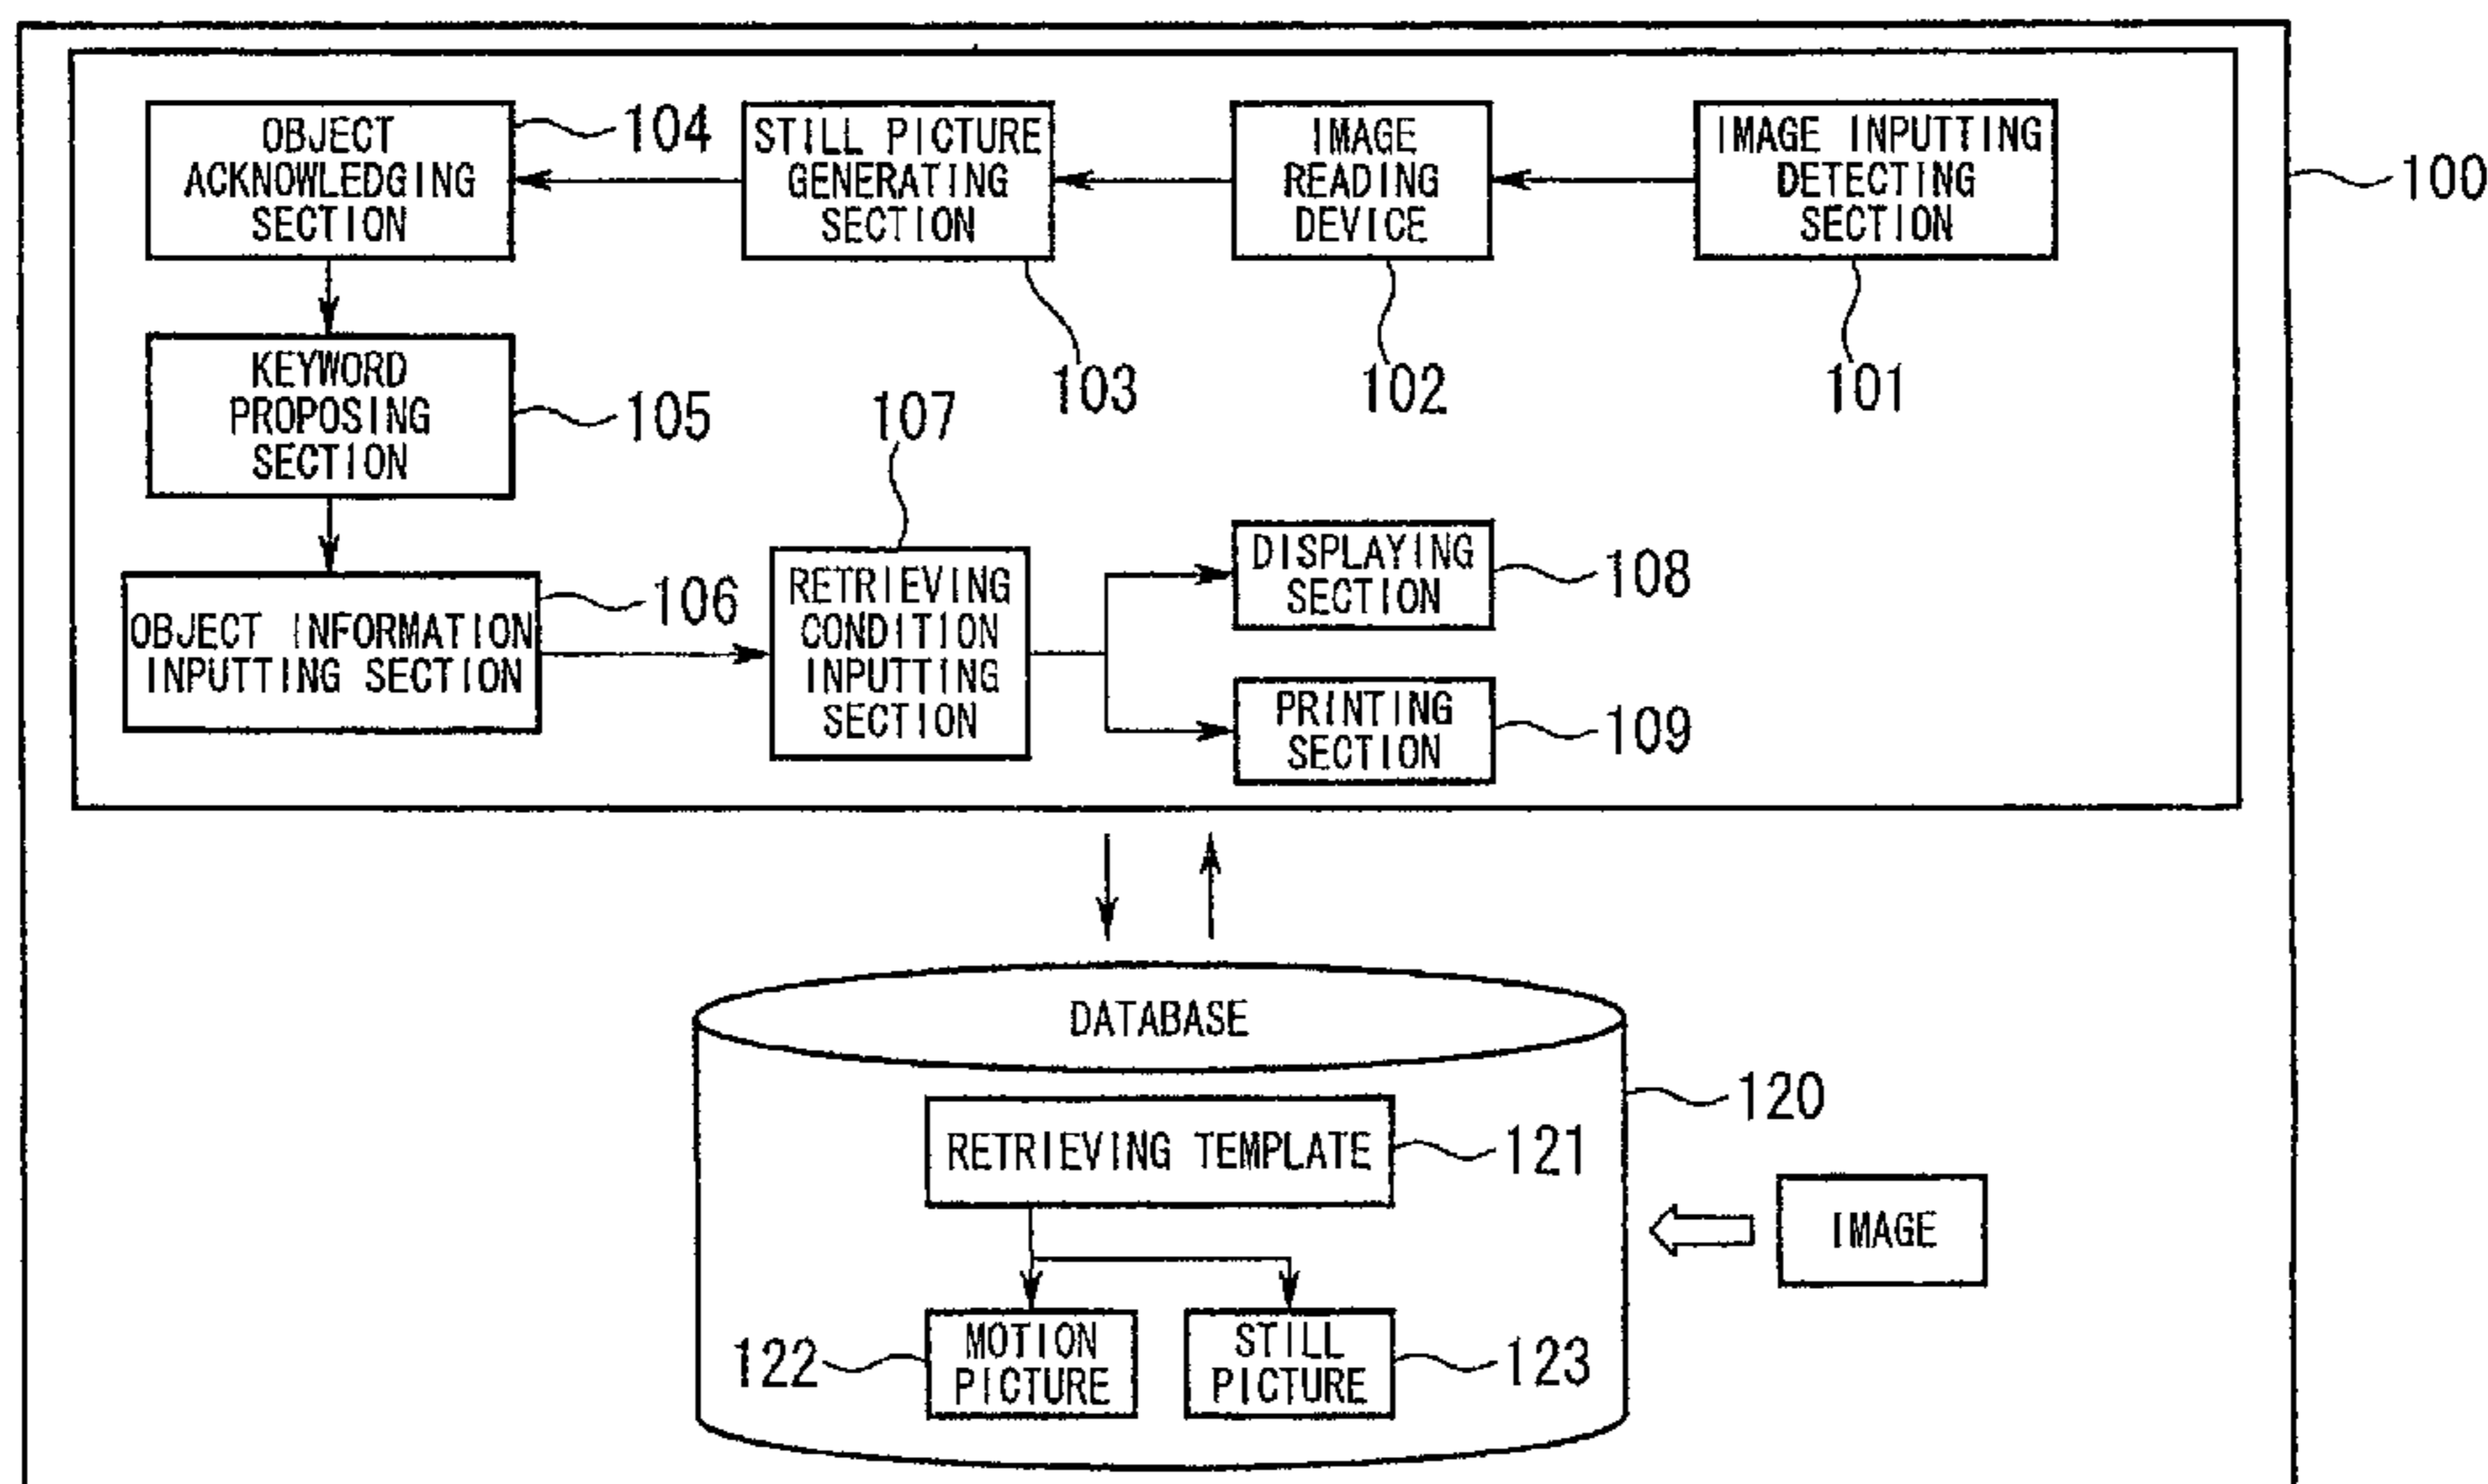 OBJECT
ACKNOWLEDGING
SECTION
104
STILL PICTURE
GENERATING
SECTION
103
IMAGE
READING
DEVICE
102
IMAGE INPUTTING
DETECTING
SECTION
101
100
KEYWORD
PROPOSING
SECTION
105
OBJECT INFORMATION
INPUTTING SECTION
106
107
RETRIEVING
CONDITION
INPUTTING
SECTION
DISPLAYING
SECTION
108
PRINTING
SECTION
109
DATABASE
120
RETRIEVING TEMPLATE
121
IMAGE
122
MOTION
PICTURE
STILL
PICTURE
123